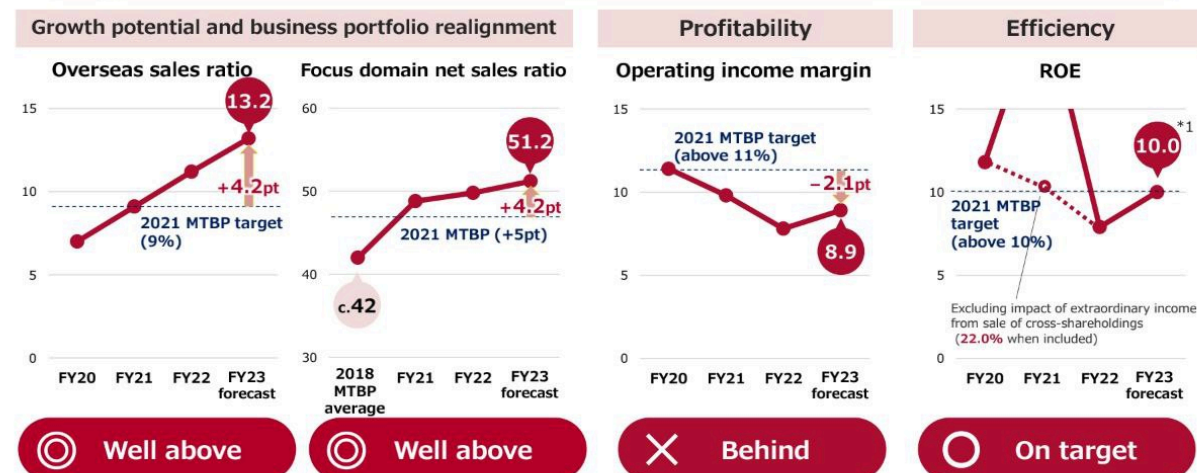 Growth potential and business portfolio realignment
Overseas sales ratio
15
10
5
0
13.2
+4.2pt
2021 MTBP target
(9%)
FY20
FY21
FY22
FY23
forecast
◎ Well above
Focus domain net sales ratio
60
50
40
30
51.2
+4.2pt
2021 MTBP (+5pt)
c.42
2018
MTBP
average
FY21
FY22
FY23
forecast
◎ Well above
Profitability
Operating income margin
15
10
5
0
2021 MTBP target
(above 11%)
−2.1pt
8.9
FY20
FY21
FY22
FY23
forecast
× Behind
Efficiency
ROE
15
10
5
0
10.0
*1
2021 MTBP
target
(above 10%)
Excluding impact of extraordinary income
from sale of cross-shareholdings
(22.0% when included)
FY20
FY21
FY22
FY23
forecast
○ On target